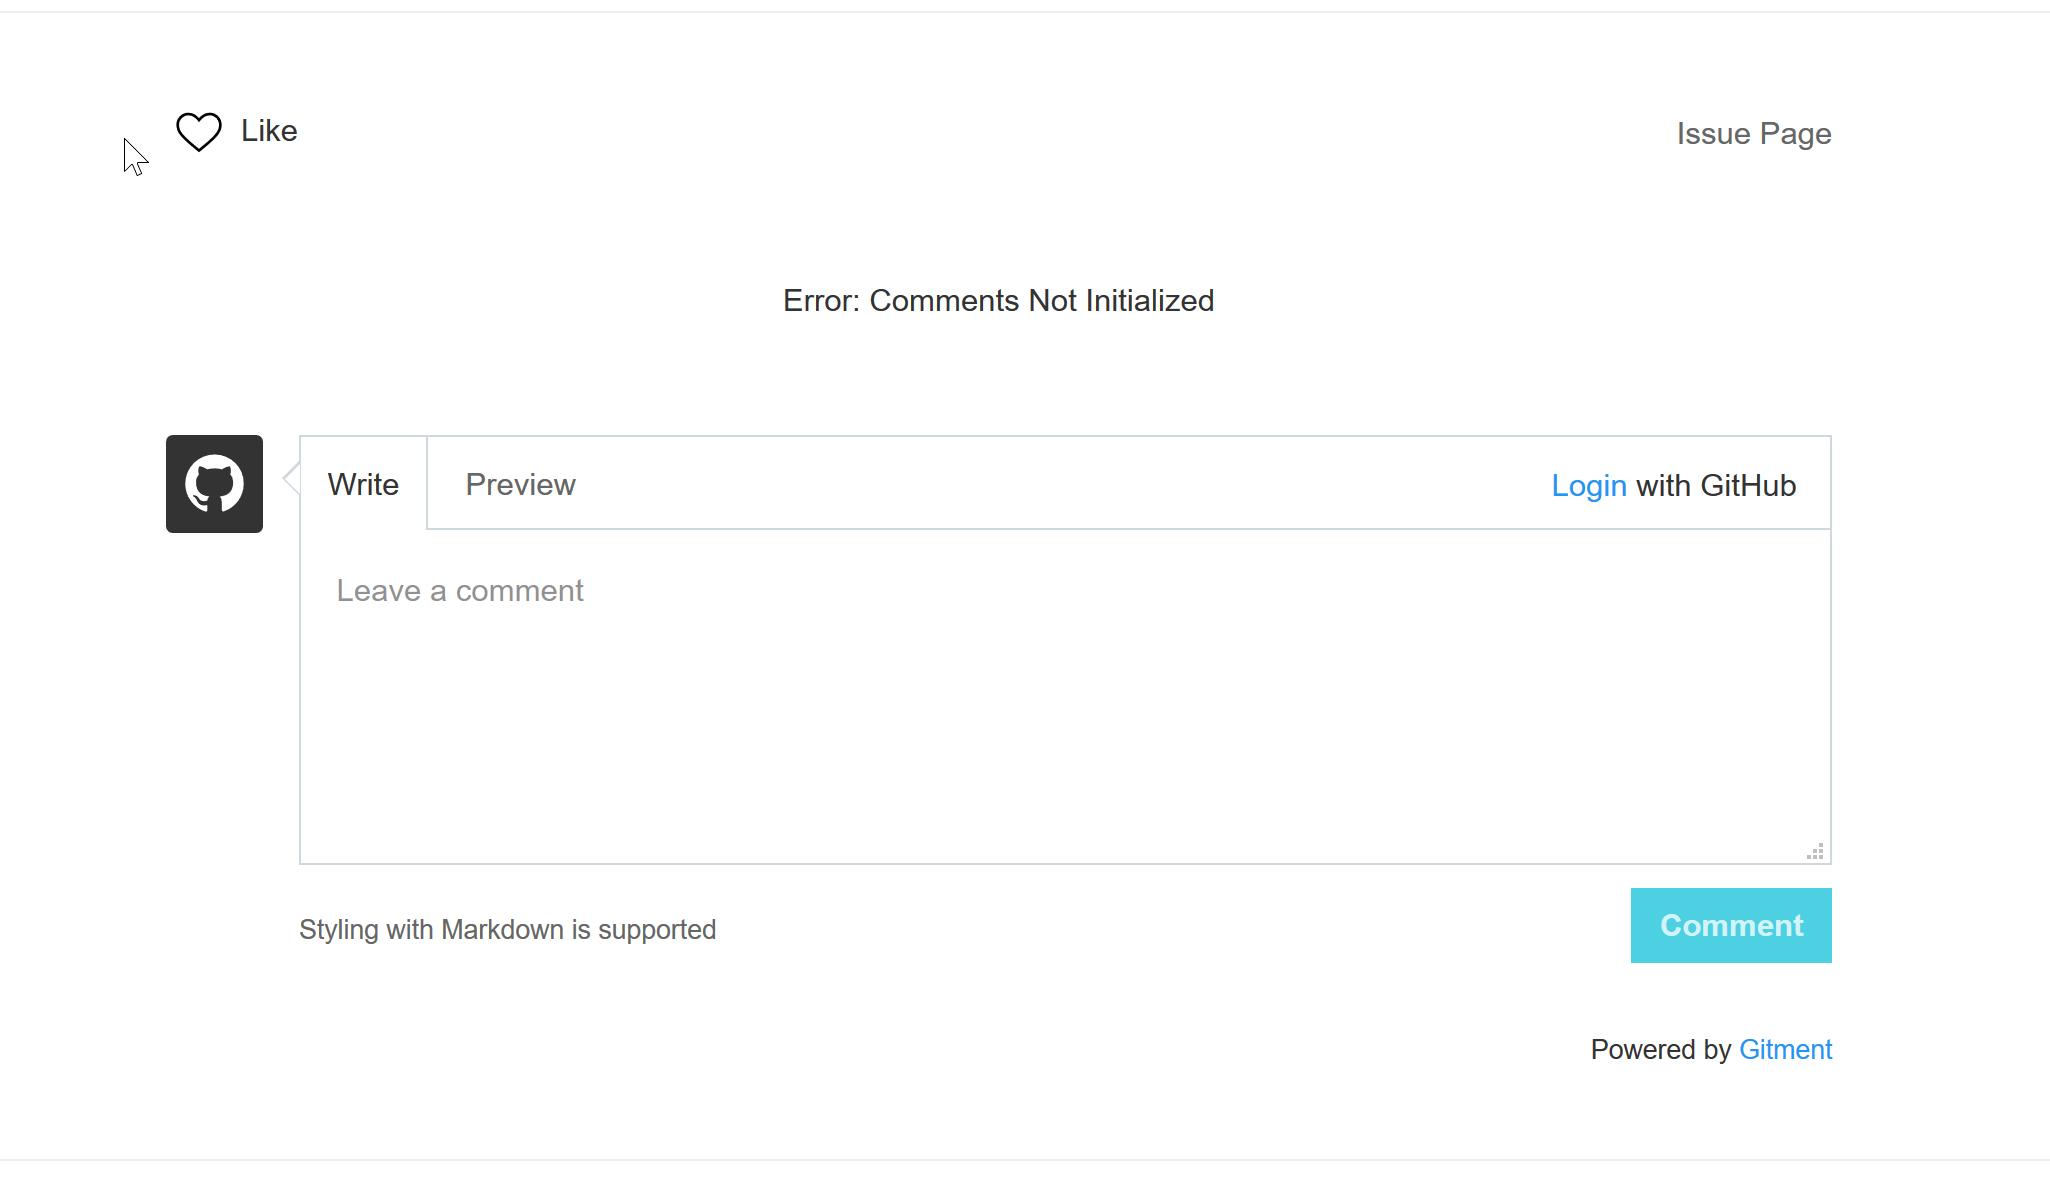 Like
Issue Page
Error: Comments Not Initialized
Write
Preview
Login with GitHub
Leave a comment
Styling with Markdown is supported
Comment
Powered by Gitment